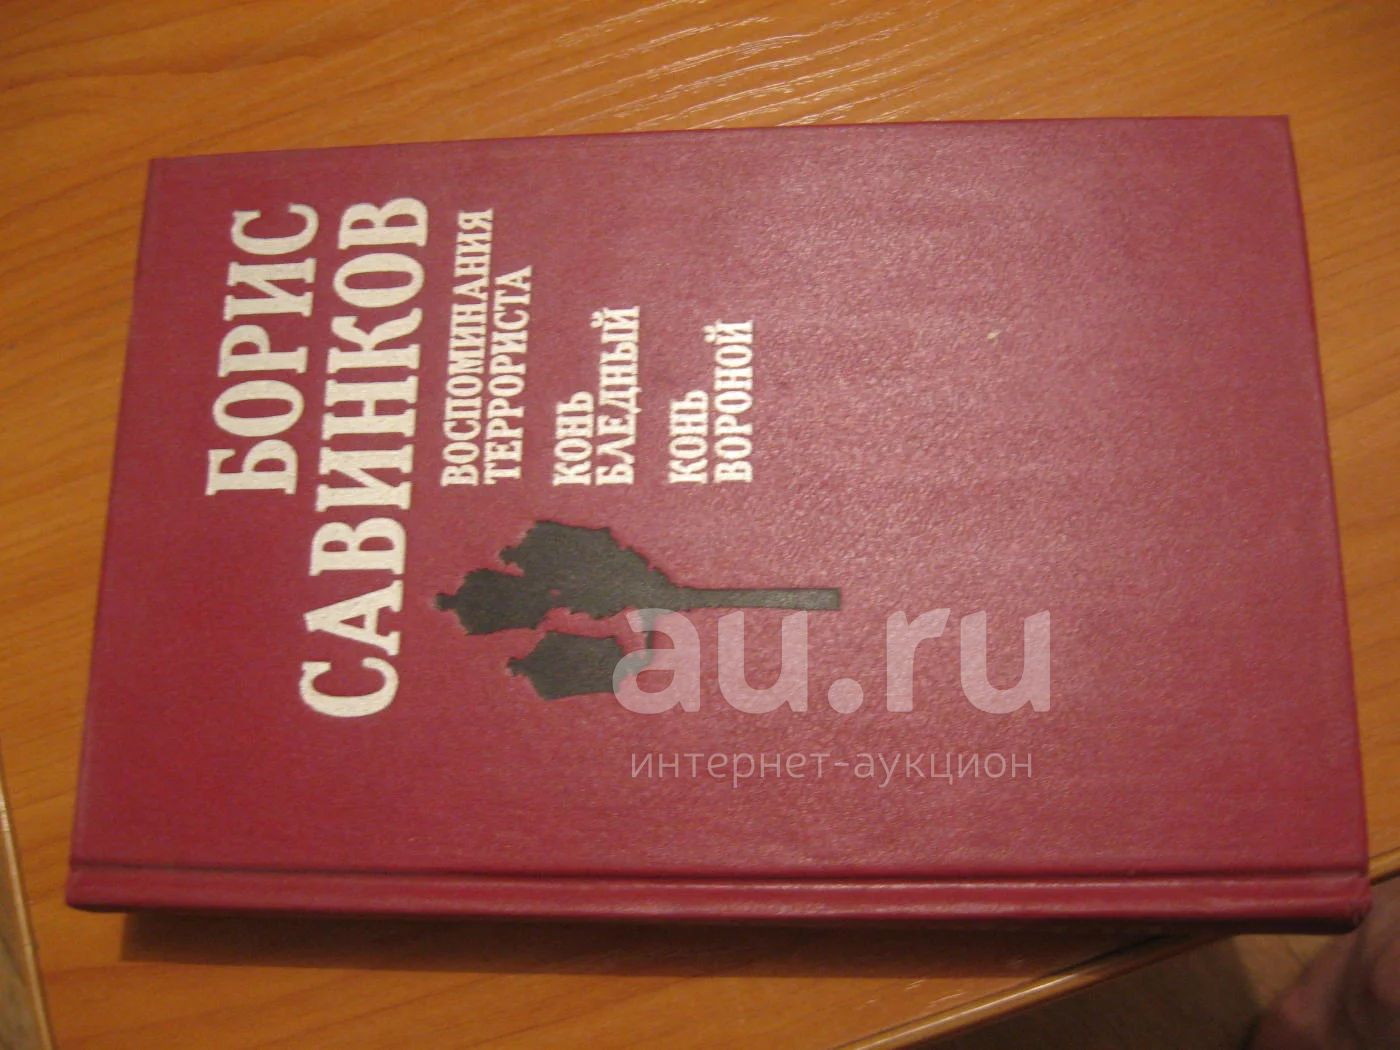 БОРИС
САВИНКОВ
ВОСПОМИНАНИЯ
ТЕРРОРИСТА
КОНЬ
БЛЕДНЫЙ
КОНЬ
ВОРОНОЙ
au.ru
интернет-аукцион